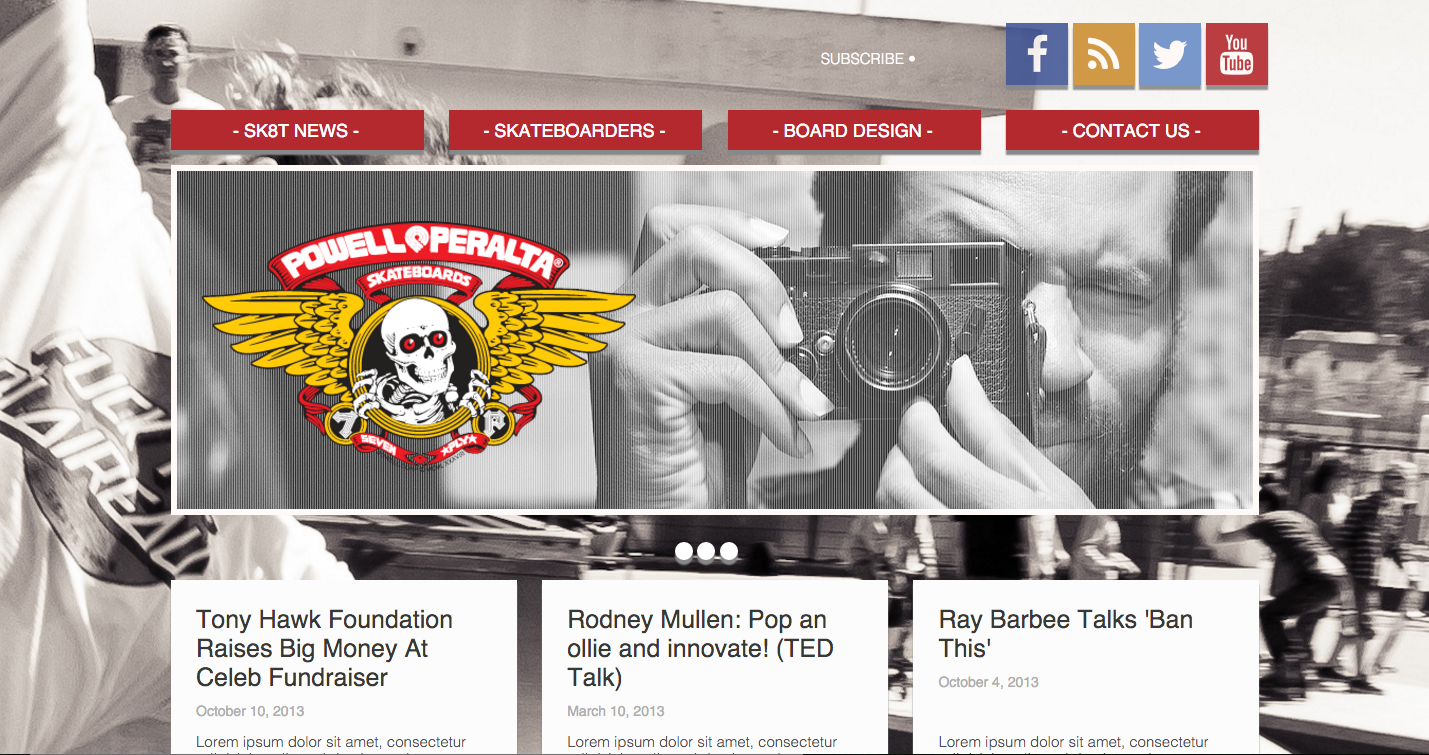 SUBSCRIBE •
f
You
Tube
- SK8T NEWS -
- SKATEBOARDERS -
- BOARD DESIGN -
- CONTACT US -
POWELL PERALTA®
SKATEBOARDS
7 P
SEVEN PLY
FUCK
Tony Hawk Foundation
Raises Big Money At
Celeb Fundraiser
October 10, 2013
Lorem ipsum dolor sit amet, consectetur
Rodney Mullen: Pop an
ollie and innovate! (TED
Talk)
March 10, 2013
Lorem ipsum dolor sit amet, consectetur
Ray Barbee Talks 'Ban
This'
October 4, 2013
Lorem ipsum dolor sit amet, consectetur